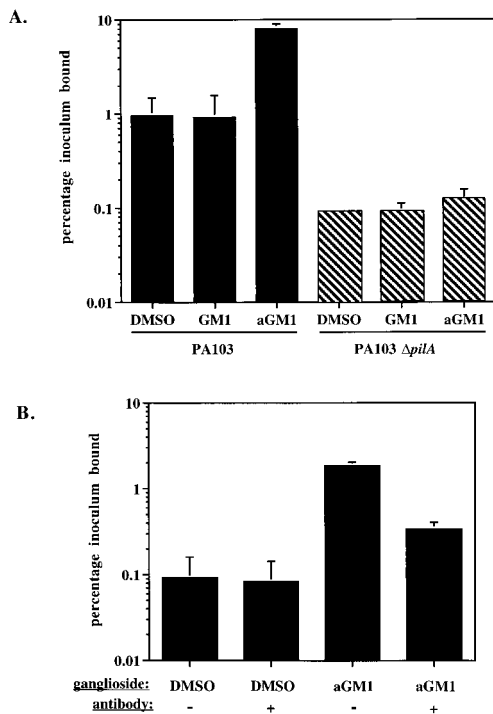 A.
percentage inoculum bound
10
1
0.1
0.01
DMSO GM1 aGM1 DMSO GM1 aGM1
PA103 PA103 ΔpilA
B.
percentage inoculum bound
10
1
0.1
0.01
ganglioside: DMSO DMSO aGM1 aGM1
antibody: - + - +